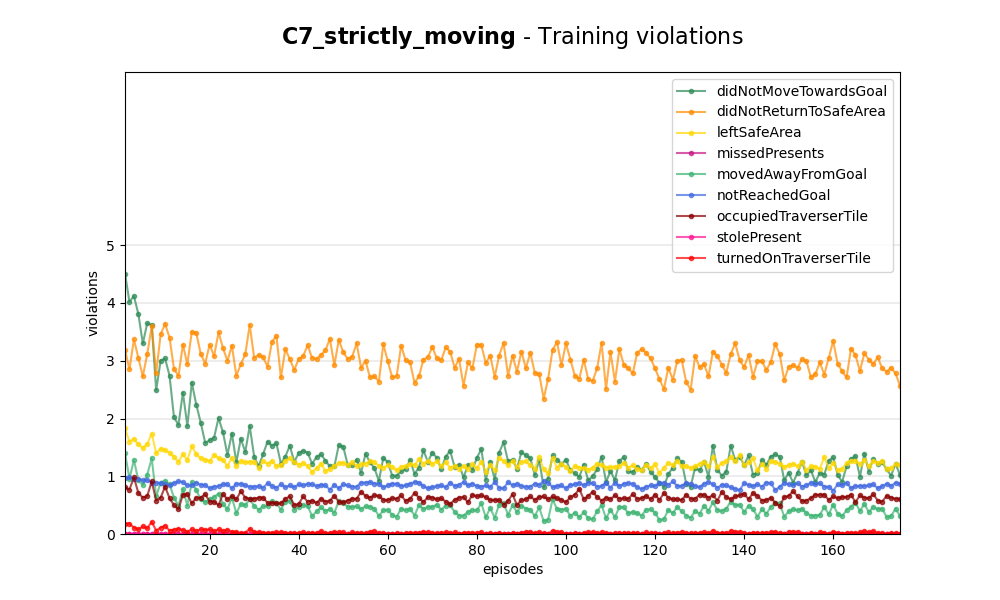 C7_strictly_moving - Training violations
didNotMoveTowardsGoal
didNotReturnToSafeArea
leftSafeArea
missedPresents
movedAwayFromGoal
notReachedGoal
occupiedTraverserTile
stolePresent
turnedOnTraverserTile
violations
5
4
3
2
1
0
20 40 60 80 100 120 140 160
episodes